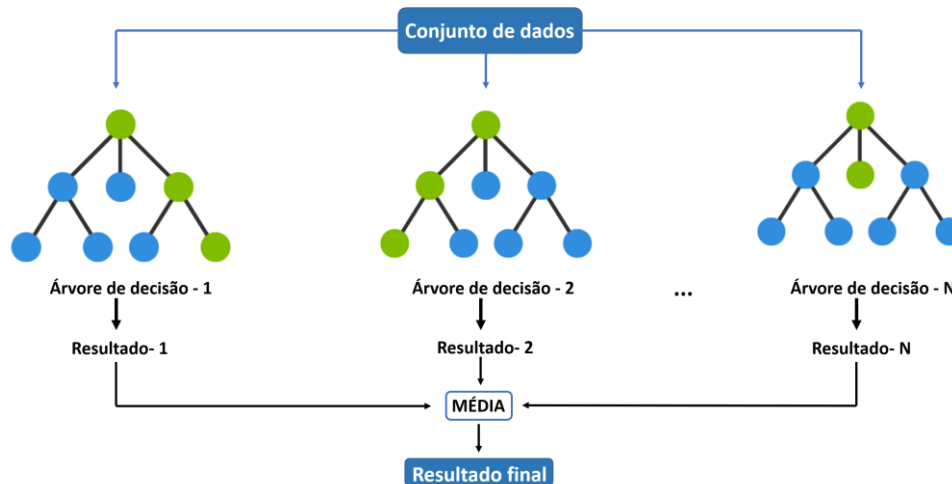 Conjunto de dados
Árvore de decisão - 1
Árvore de decisão - 2
...
Árvore de decisão - N
Resultado- 1
Resultado- 2
Resultado- N
MÉDIA
Resultado final